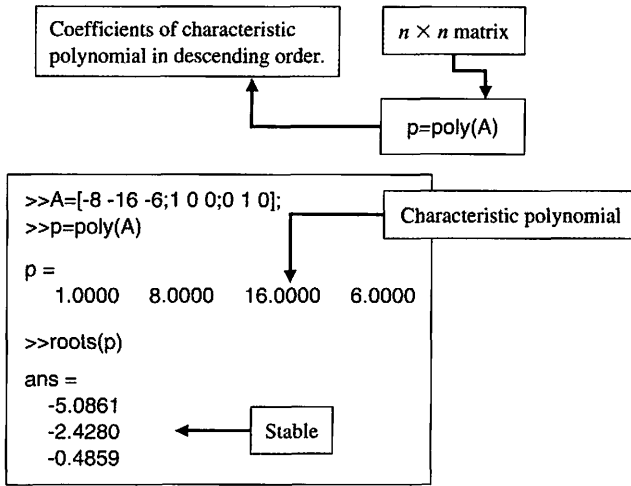 Coefficients of characteristic
polynomial in descending order.
n × n matrix
p=poly(A)
>>A=[-8 -16 -6;1 0 0;0 1 0];
>>p=poly(A)
Characteristic polynomial
p =
1.0000 8.0000 16.0000 6.0000
>>roots(p)
ans =
-5.0861
-2.4280
Stable
-0.4859